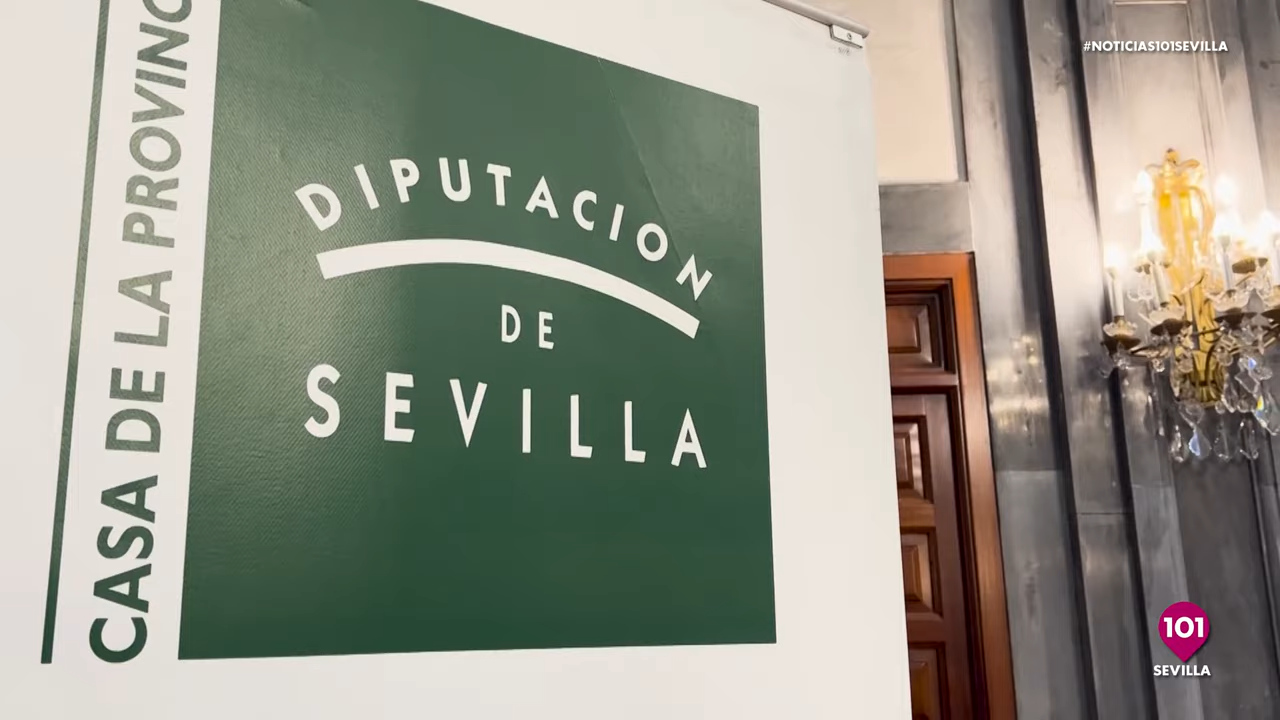 #NOTICIAS101SEVILLA
CASA DE LA PROVINC
DIPUTACION
DE
SEVILLA
101
SEVILLA